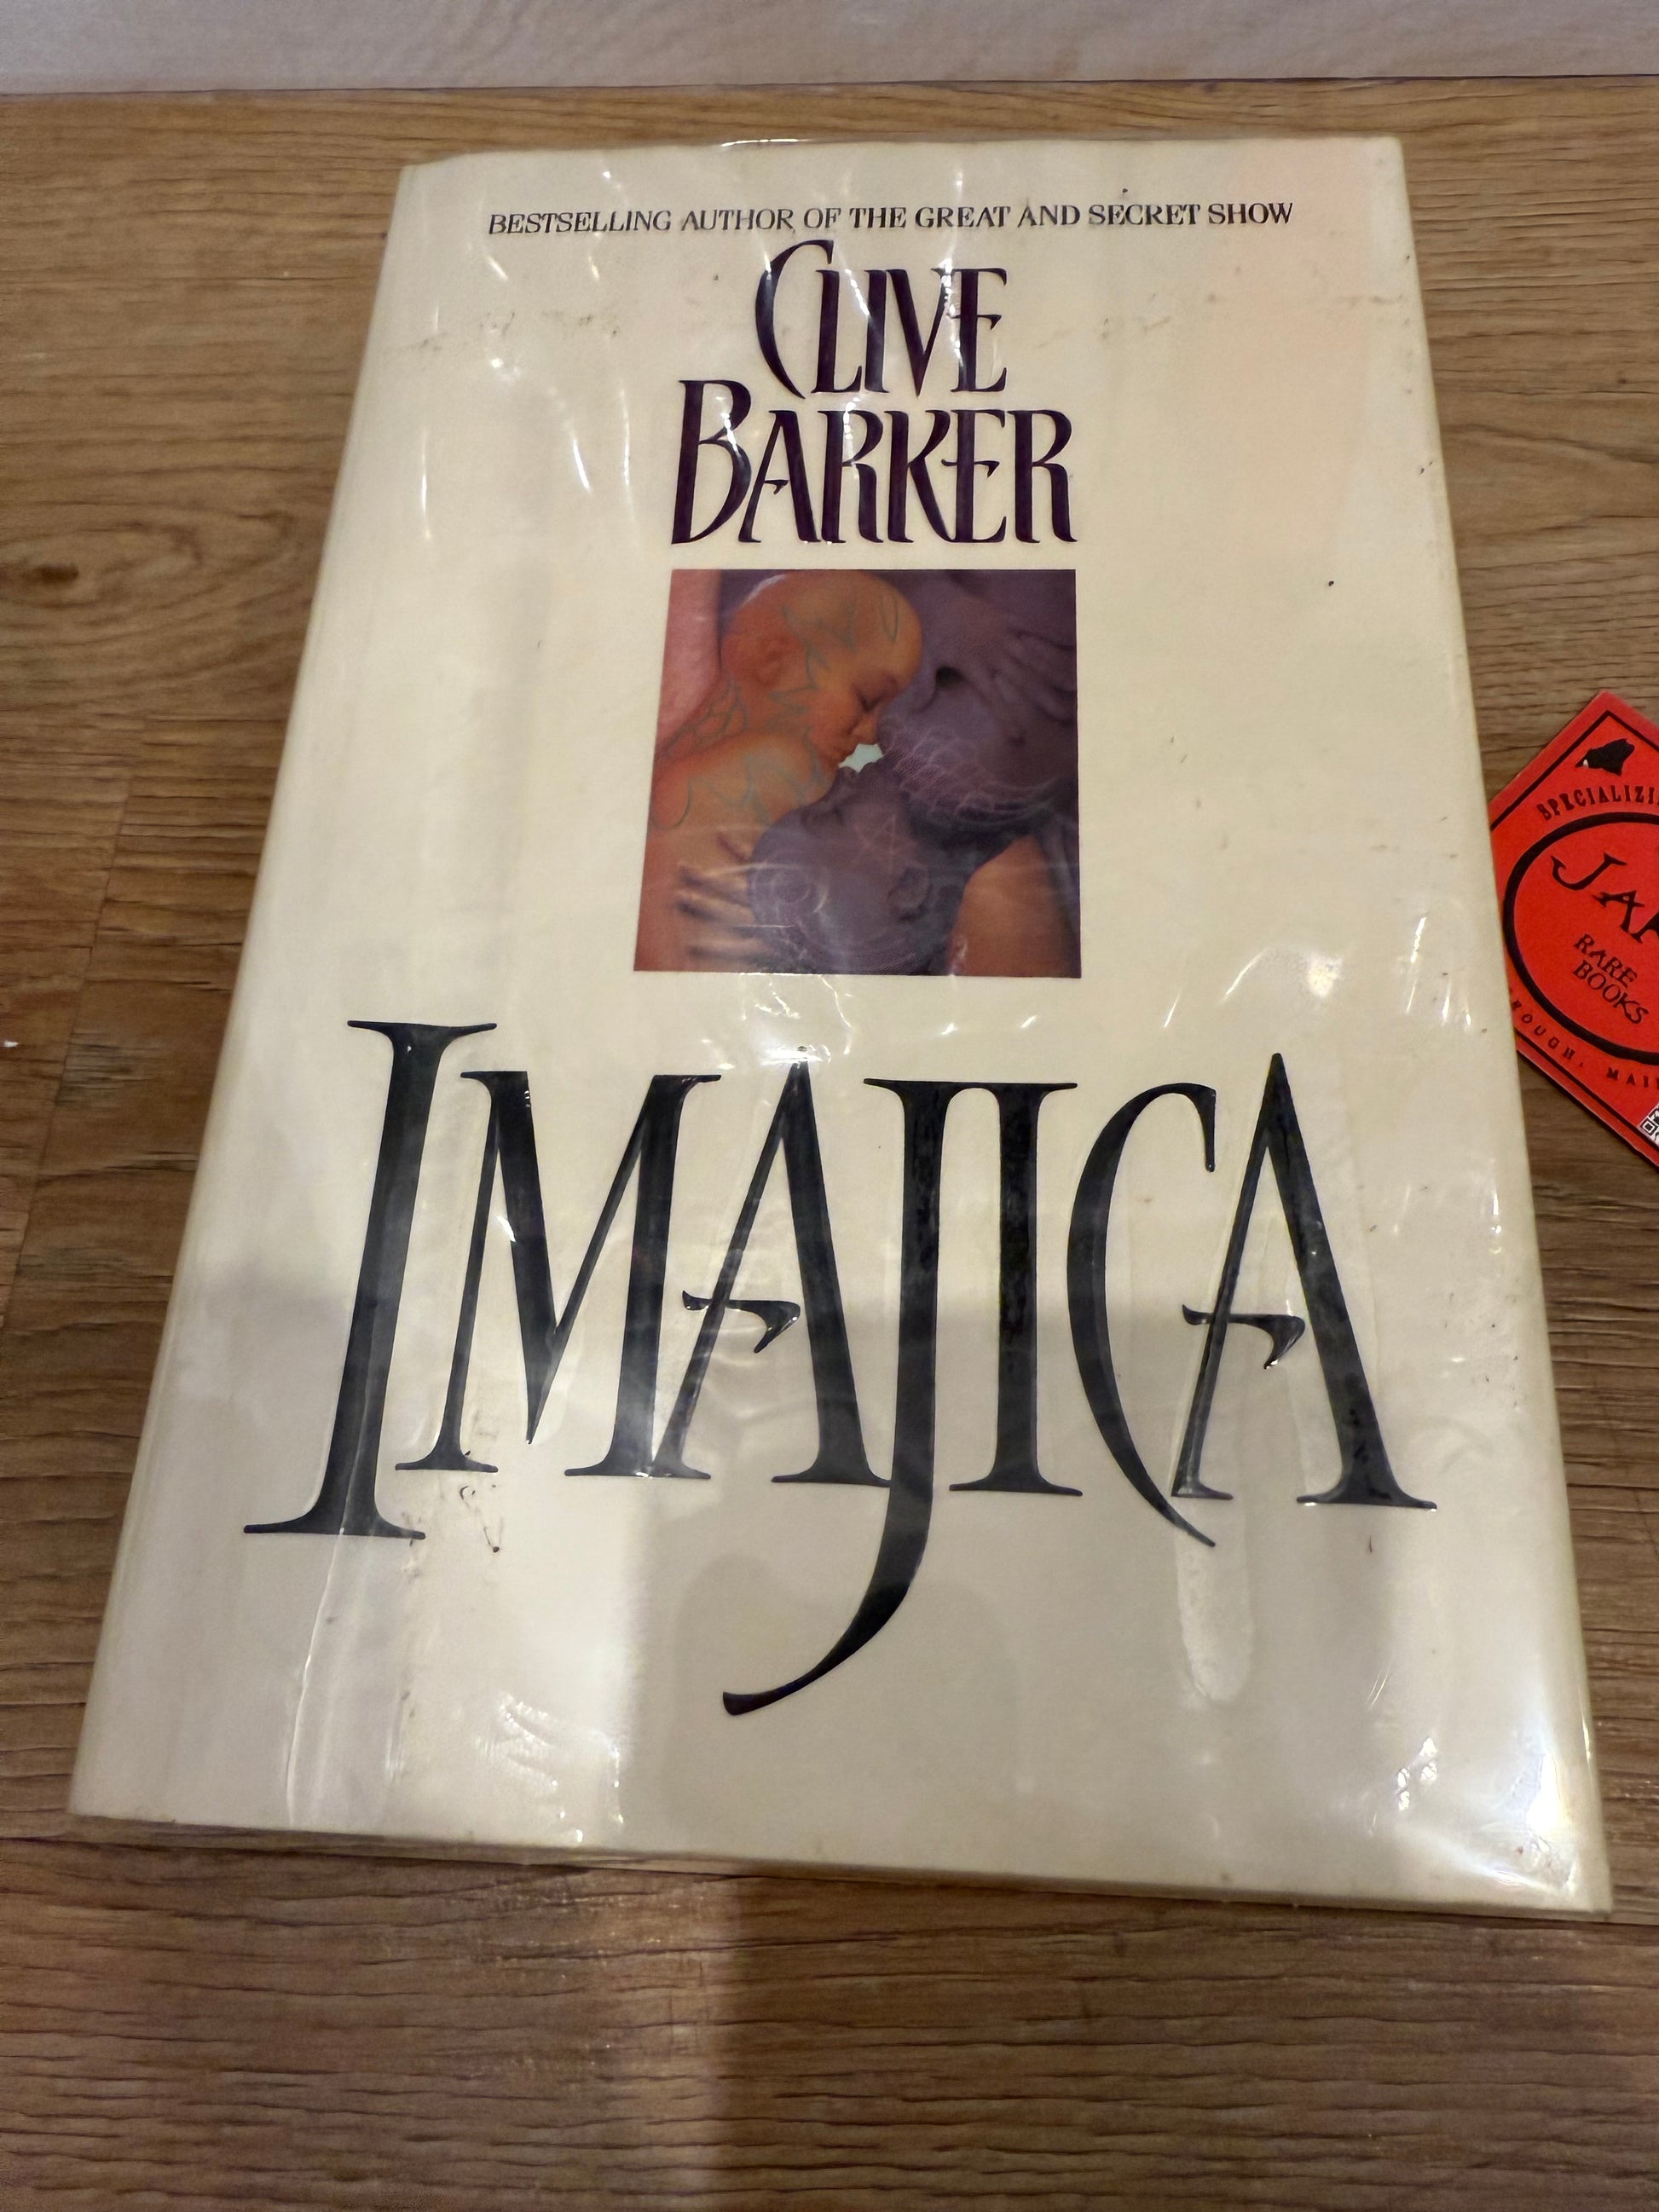 BESTSELLING AUTHOR OF THE GREAT AND SECRET SHOW
CLIVE
BARKER
IMAJICA
RARE
BOOKS